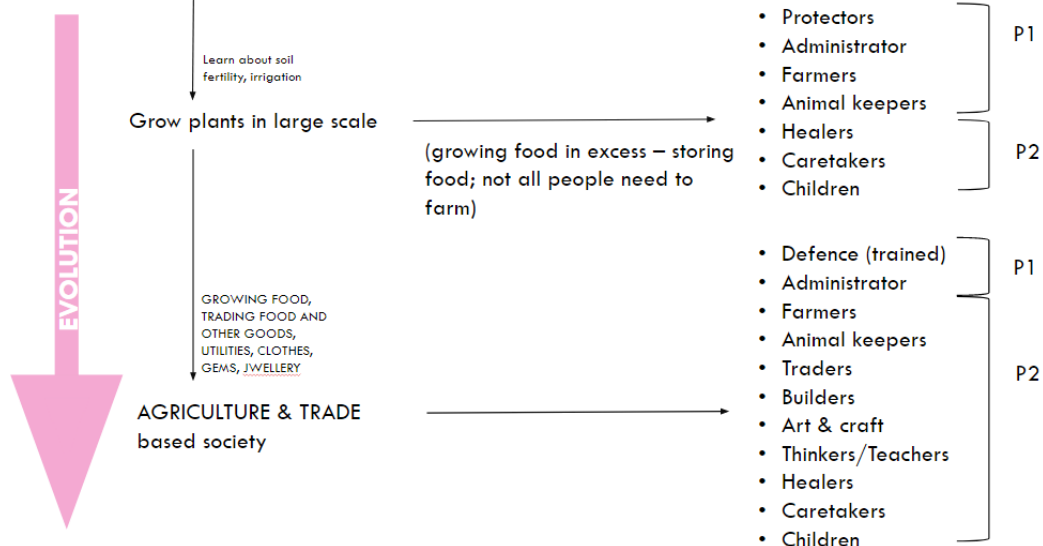 EVOLUTION
Learn about soil
fertility, irrigation
Grow plants in large scale
(growing food in excess – storing
food; not all people need to
farm)
• Protectors
• Administrator
• Farmers
• Animal keepers
P1
• Healers
• Caretakers
• Children
P2
GROWING FOOD,
TRADING FOOD AND
OTHER GOODS,
UTILITIES, CLOTHES,
GEMS, JWELLERY
AGRICULTURE & TRADE
based society
• Defence (trained)
• Administrator
P1
• Farmers
• Animal keepers
• Traders
• Builders
• Art & craft
• Thinkers/Teachers
• Healers
• Caretakers
• Children
P2